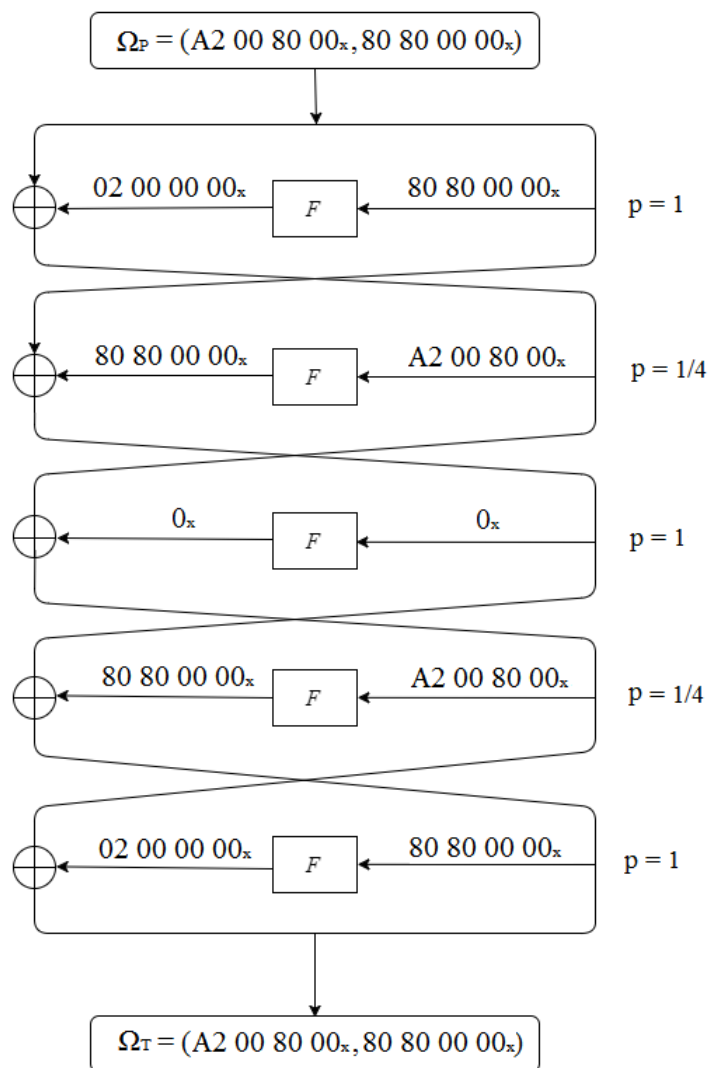 Ω_P = (A2 00 80 00ₓ, 80 80 00 00ₓ)
02 00 00 00ₓ F 80 80 00 00ₓ p = 1
80 80 00 00ₓ F A2 00 80 00ₓ p = 1/4
0ₓ F 0ₓ p = 1
80 80 00 00ₓ F A2 00 80 00ₓ p = 1/4
02 00 00 00ₓ F 80 80 00 00ₓ p = 1
Ω_T = (A2 00 80 00ₓ, 80 80 00 00ₓ)